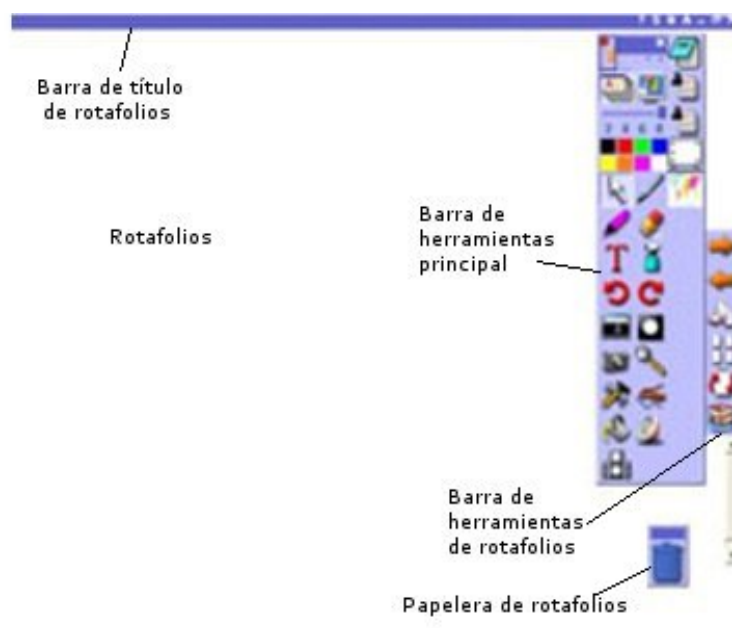 Barra de título
de rotafolios
Rotafolios
Barra de
herramientas
principal
Barra de
herramientas
de rotafolios
Papelera de rotafolios